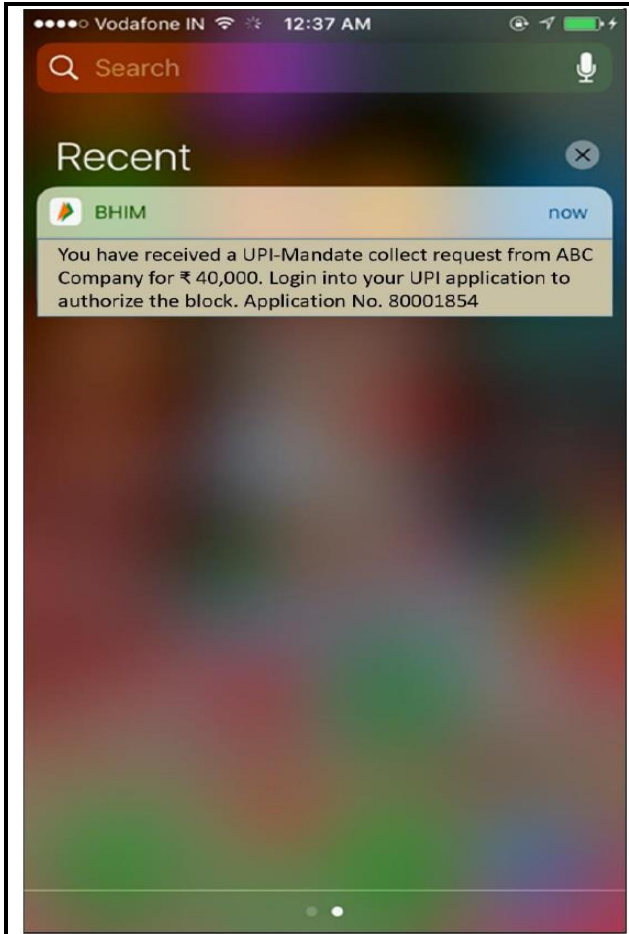 Vodafone IN 12:37 AM
Search
Recent
BHIM now
You have received a UPI-Mandate collect request from ABC
Company for ₹ 40,000. Login into your UPI application to
authorize the block. Application No. 80001854